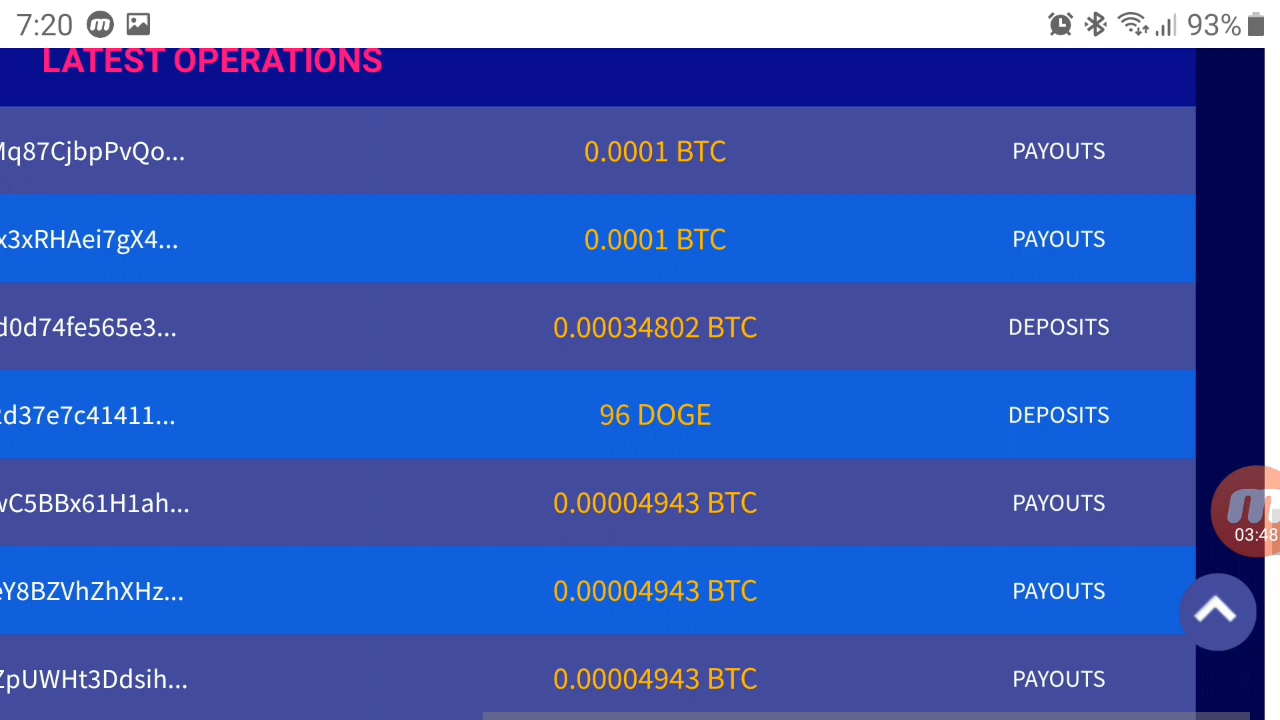 7:20 93%
LATEST OPERATIONS
Mq87CjbpPvQo... 0.0001 BTC PAYOUTS
x3xRHAei7gX4... 0.0001 BTC PAYOUTS
d0d74fe565e3... 0.00034802 BTC DEPOSITS
2d37e7c41411... 96 DOGE DEPOSITS
vC5BBx61H1ah... 0.00004943 BTC PAYOUTS
03:48
eY8BZVhZhXHz... 0.00004943 BTC PAYOUTS
ZpUWHt3Ddsih... 0.00004943 BTC PAYOUTS